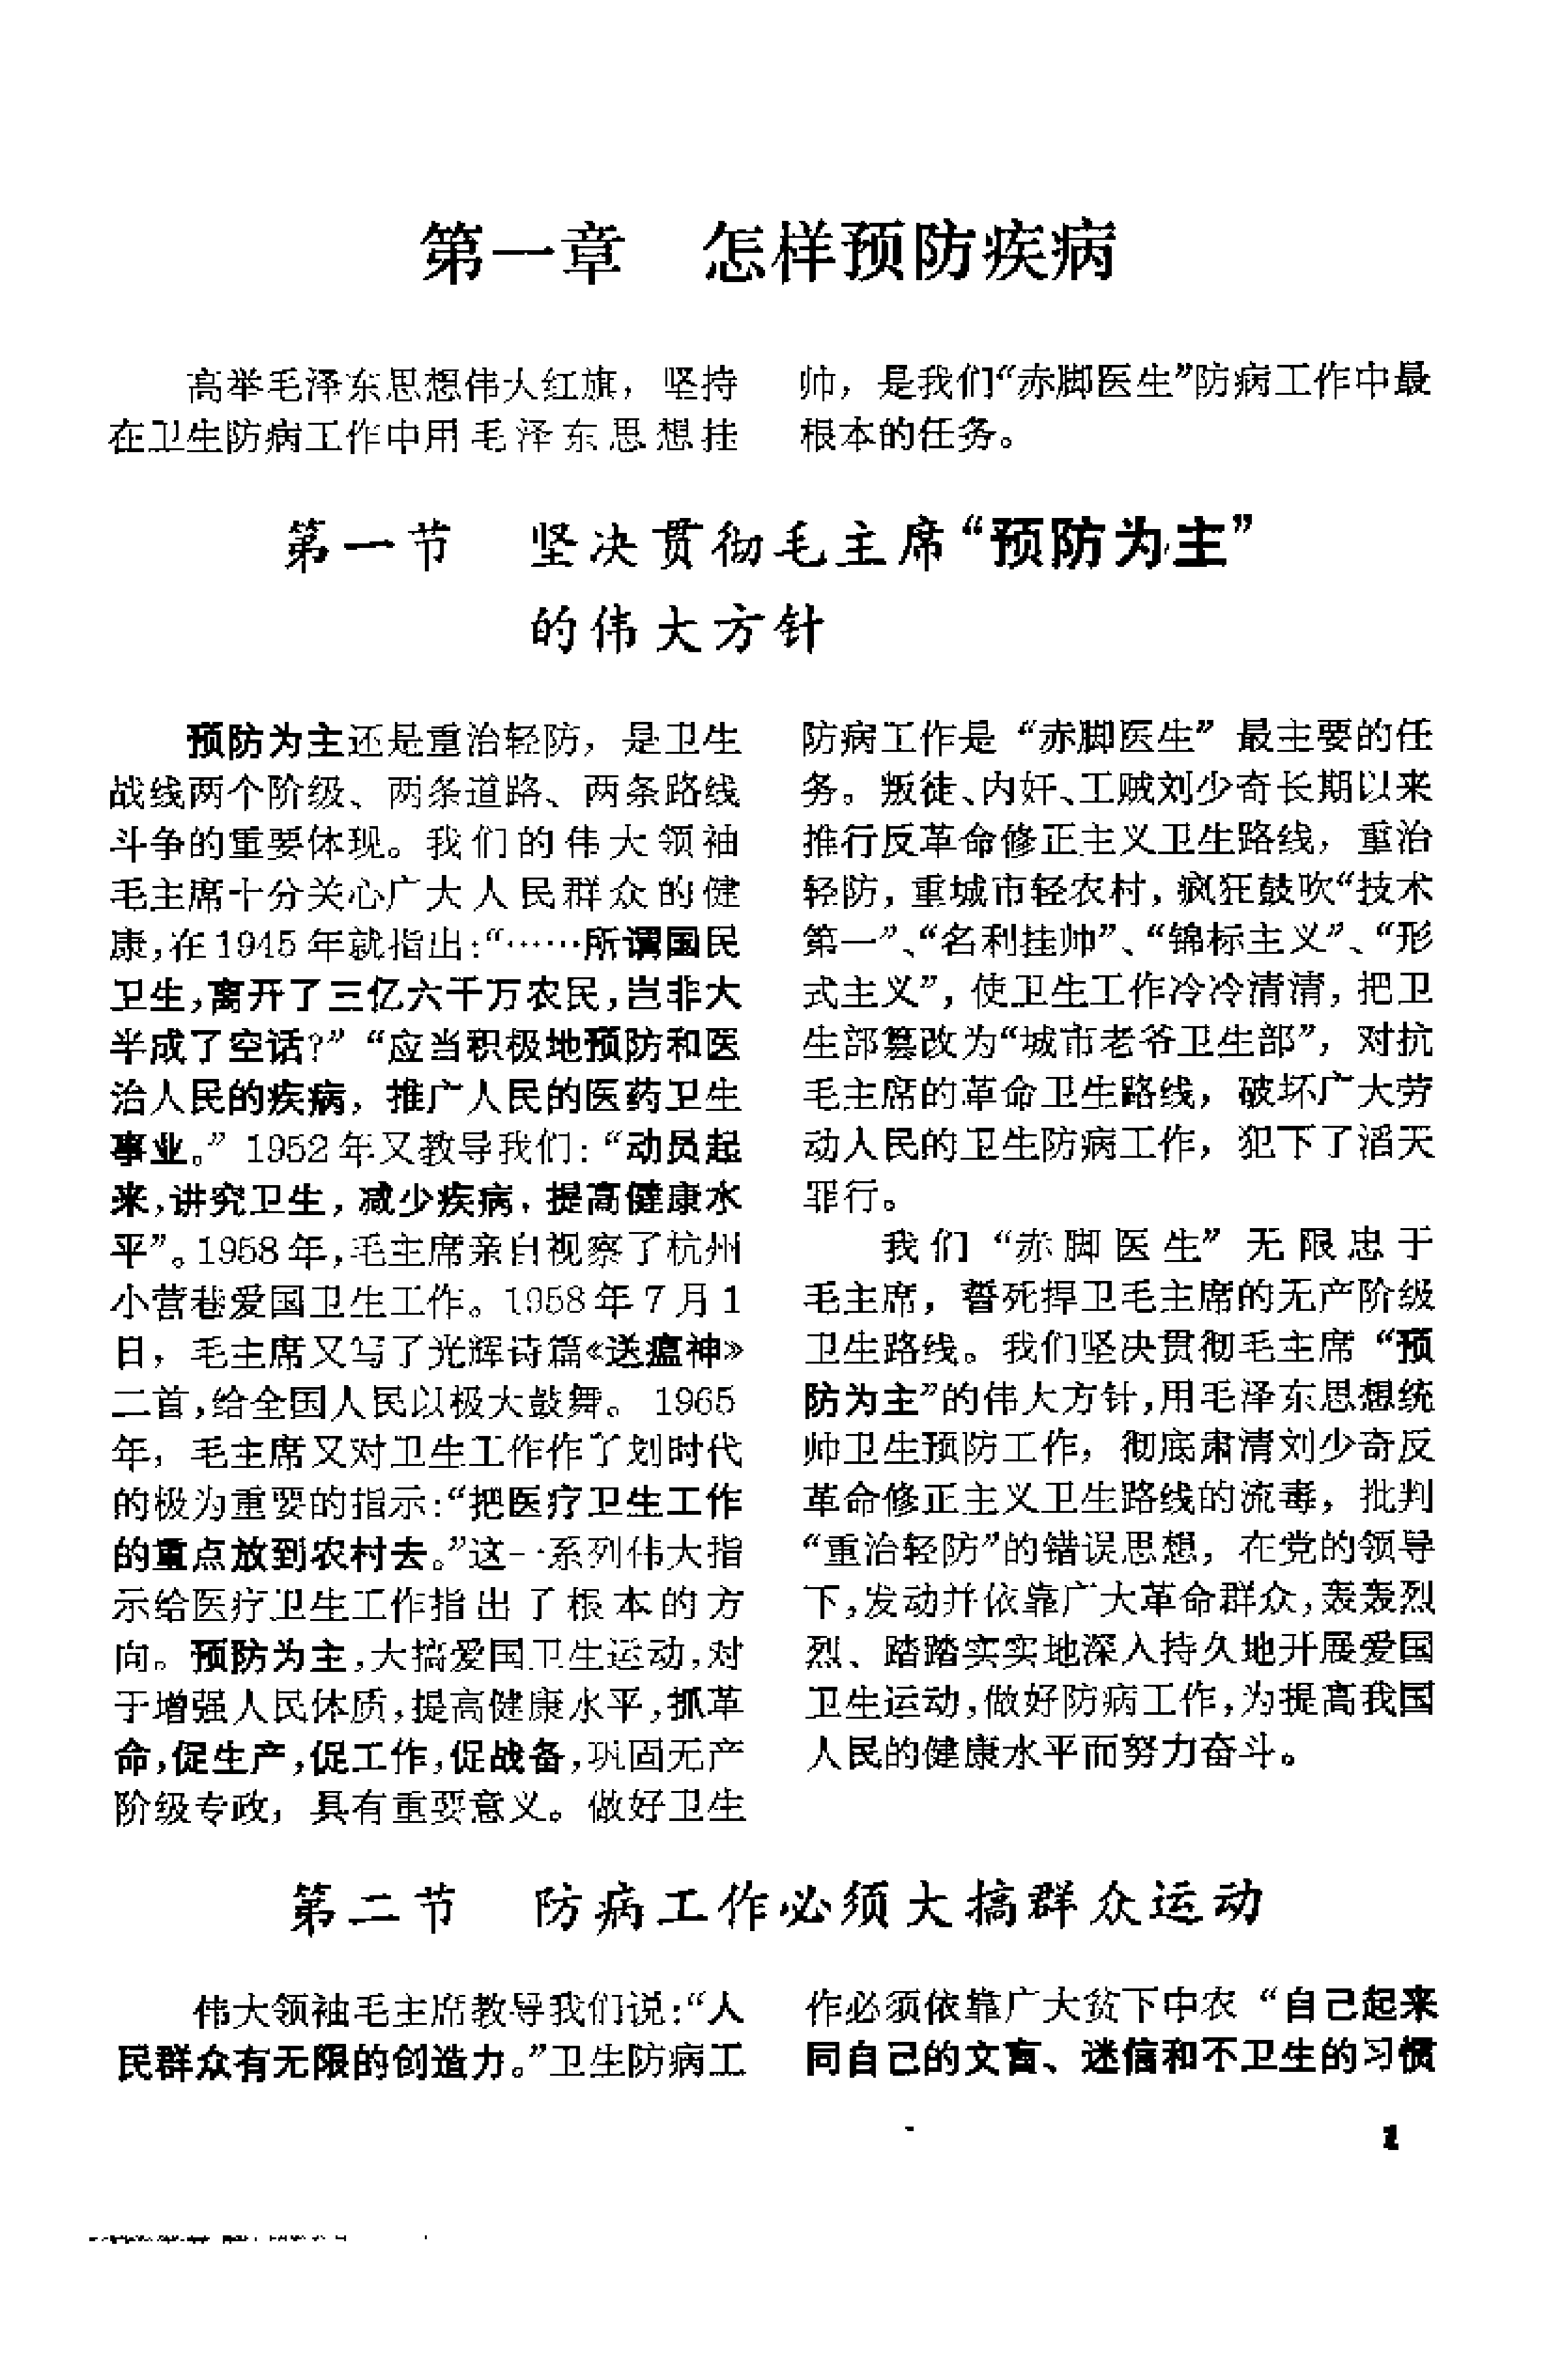 第一章　怎样预防疾病
高举毛泽东思想伟大红旗，坚持
在卫生防病工作中用毛泽东思想挂
帅，是我们“赤脚医生”防病工作中最
根本的任务。
第一节　坚决贯彻毛主席“预防为主”
的伟大方针
预防为主还是重治轻防，是卫生
战线两个阶级、两条道路、两条路线
斗争的重要体现。我们的伟大领袖
毛主席十分关心广大人民群众的健
康，在1945年就指出：“……所谓国民
卫生，离开了三亿六千万农民，岂非大
半成了空话？”“应当积极地预防和医
治人民的疾病，推广人民的医药卫生
事业。”1952年又教导我们：“动员起
来，讲究卫生，减少疾病，提高健康水
平”。1958年，毛主席亲自视察了杭州
小营巷爱国卫生工作。1958年7月1
日，毛主席又写了光辉诗篇《送瘟神》
二首，给全国人民以极大鼓舞。1965
年，毛主席又对卫生工作作了划时代
的极为重要的指示：“把医疗卫生工作
的重点放到农村去。”这一系列伟大指
示给医疗卫生工作指出了根本的方
向。预防为主，大搞爱国卫生运动，对
于增强人民体质，提高健康水平，抓革
命，促生产，促工作，促战备，巩固无产
阶级专政，具有重要意义。做好卫生
防病工作是“赤脚医生”最主要的任
务。叛徒、内奸、工贼刘少奇长期以来
推行反革命修正主义卫生路线，重治
轻防，重城市轻农村，疯狂鼓吹“技术
第一”、“名利挂帅”、“锦标主义”、“形
式主义”，使卫生工作冷冷清清，把卫
生部篡改为“城市老爷卫生部”，对抗
毛主席的革命卫生路线，破坏广大劳
动人民的卫生防病工作，犯下了滔天
罪行。
我们“赤脚医生”无限忠于
毛主席，誓死捍卫毛主席的无产阶级
卫生路线。我们坚决贯彻毛主席“预
防为主”的伟大方针，用毛泽东思想统
帅卫生预防工作，彻底肃清刘少奇反
革命修正主义卫生路线的流毒，批判
“重治轻防”的错误思想，在党的领导
下，发动并依靠广大革命群众，轰轰烈
烈、踏踏实实地深入持久地开展爱国
卫生运动，做好防病工作，为提高我国
人民的健康水平而努力奋斗。
第二节　防病工作必须大搞群众运动
伟大领袖毛主席教导我们说：“人
民群众有无限的创造力。”卫生防病工
作必须依靠广大贫下中农“自己起来
同自己的文盲、迷信和不卫生的习惯
1